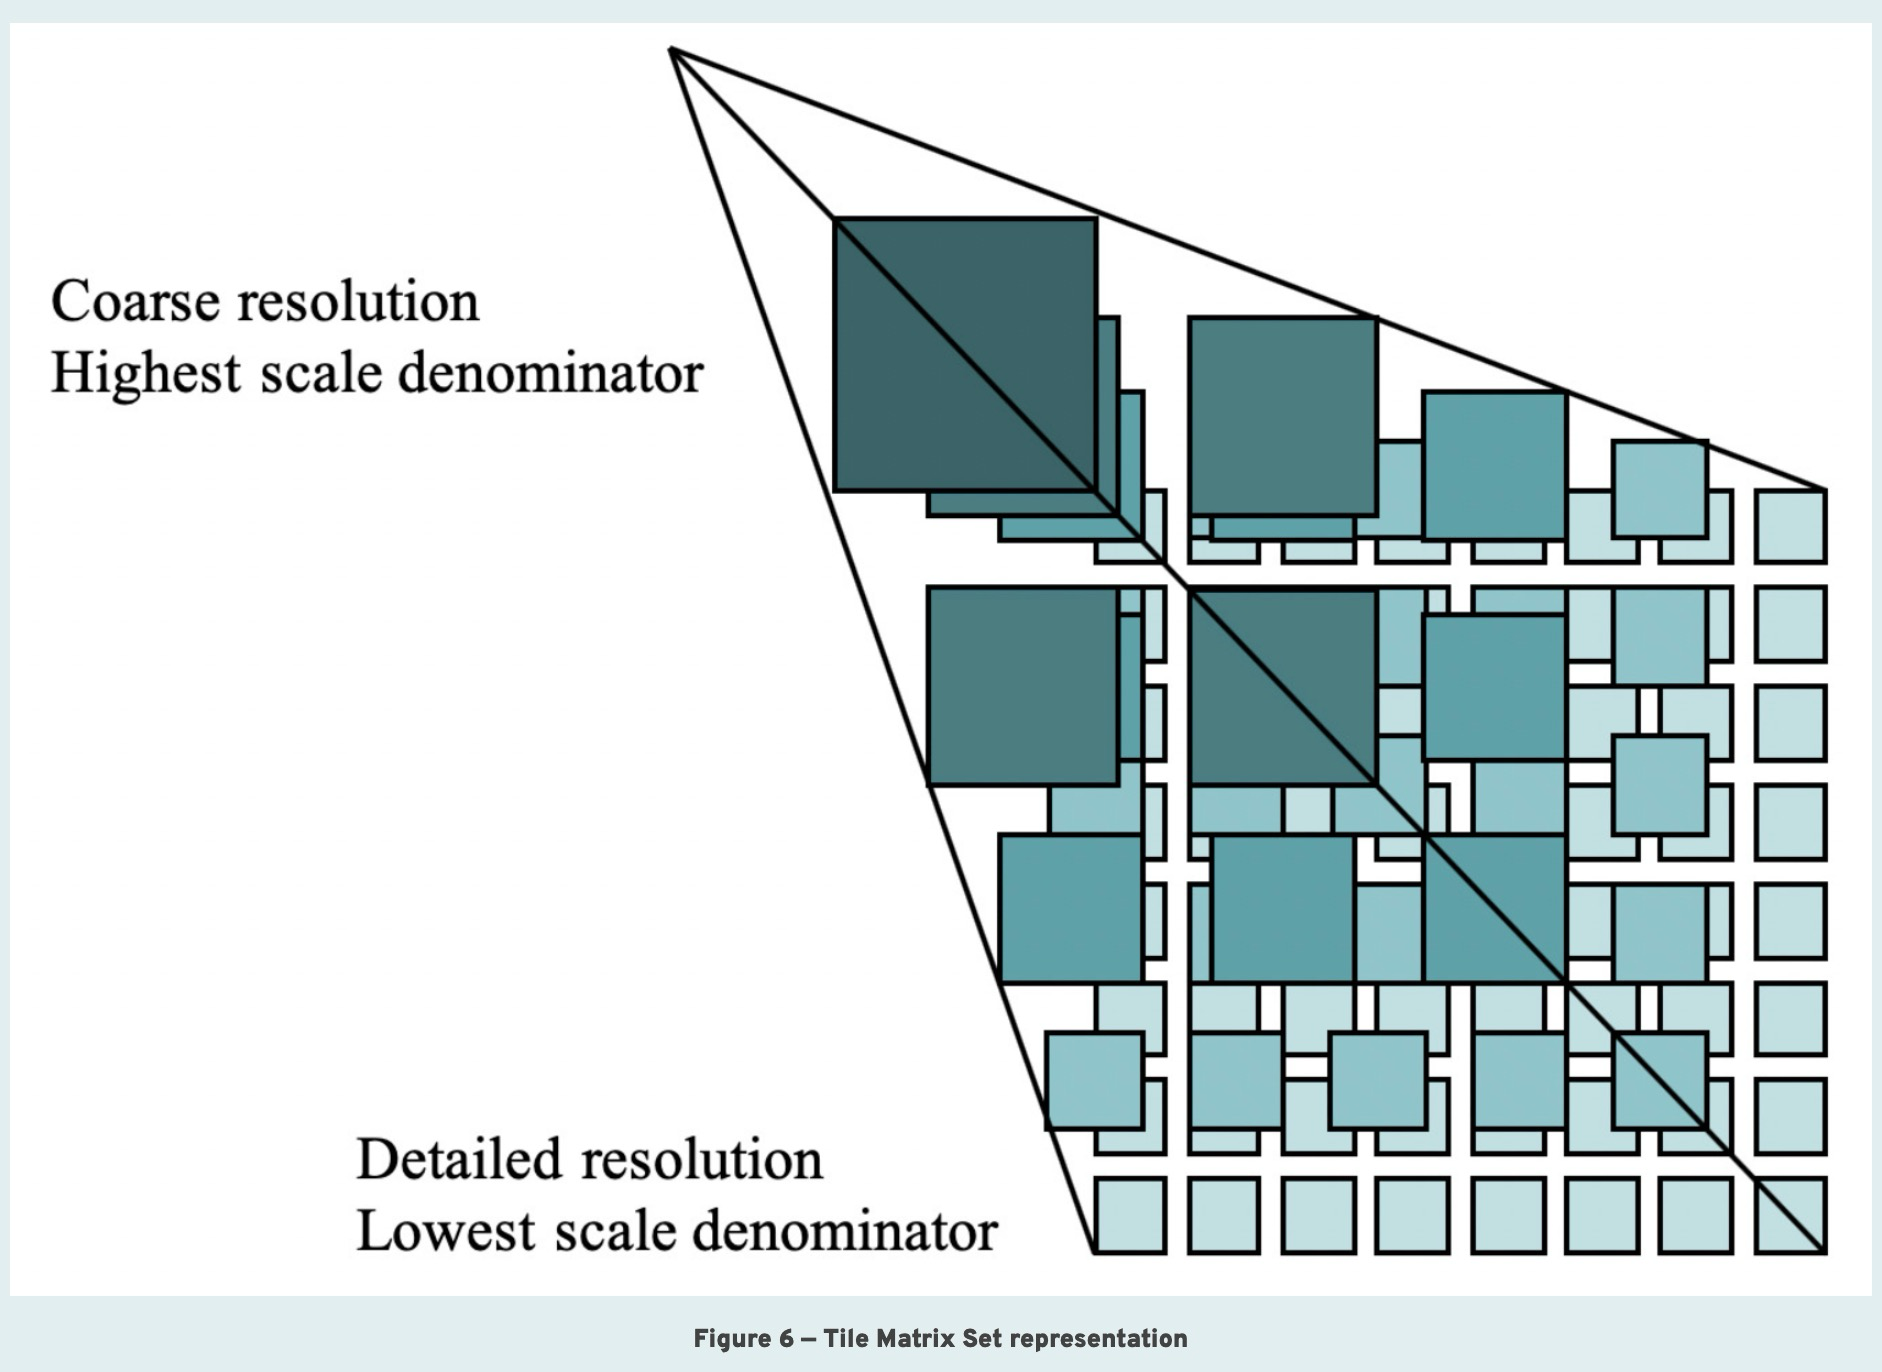 Coarse resolution
Highest scale denominator
Detailed resolution
Lowest scale denominator
Figure 6 — Tile Matrix Set representation